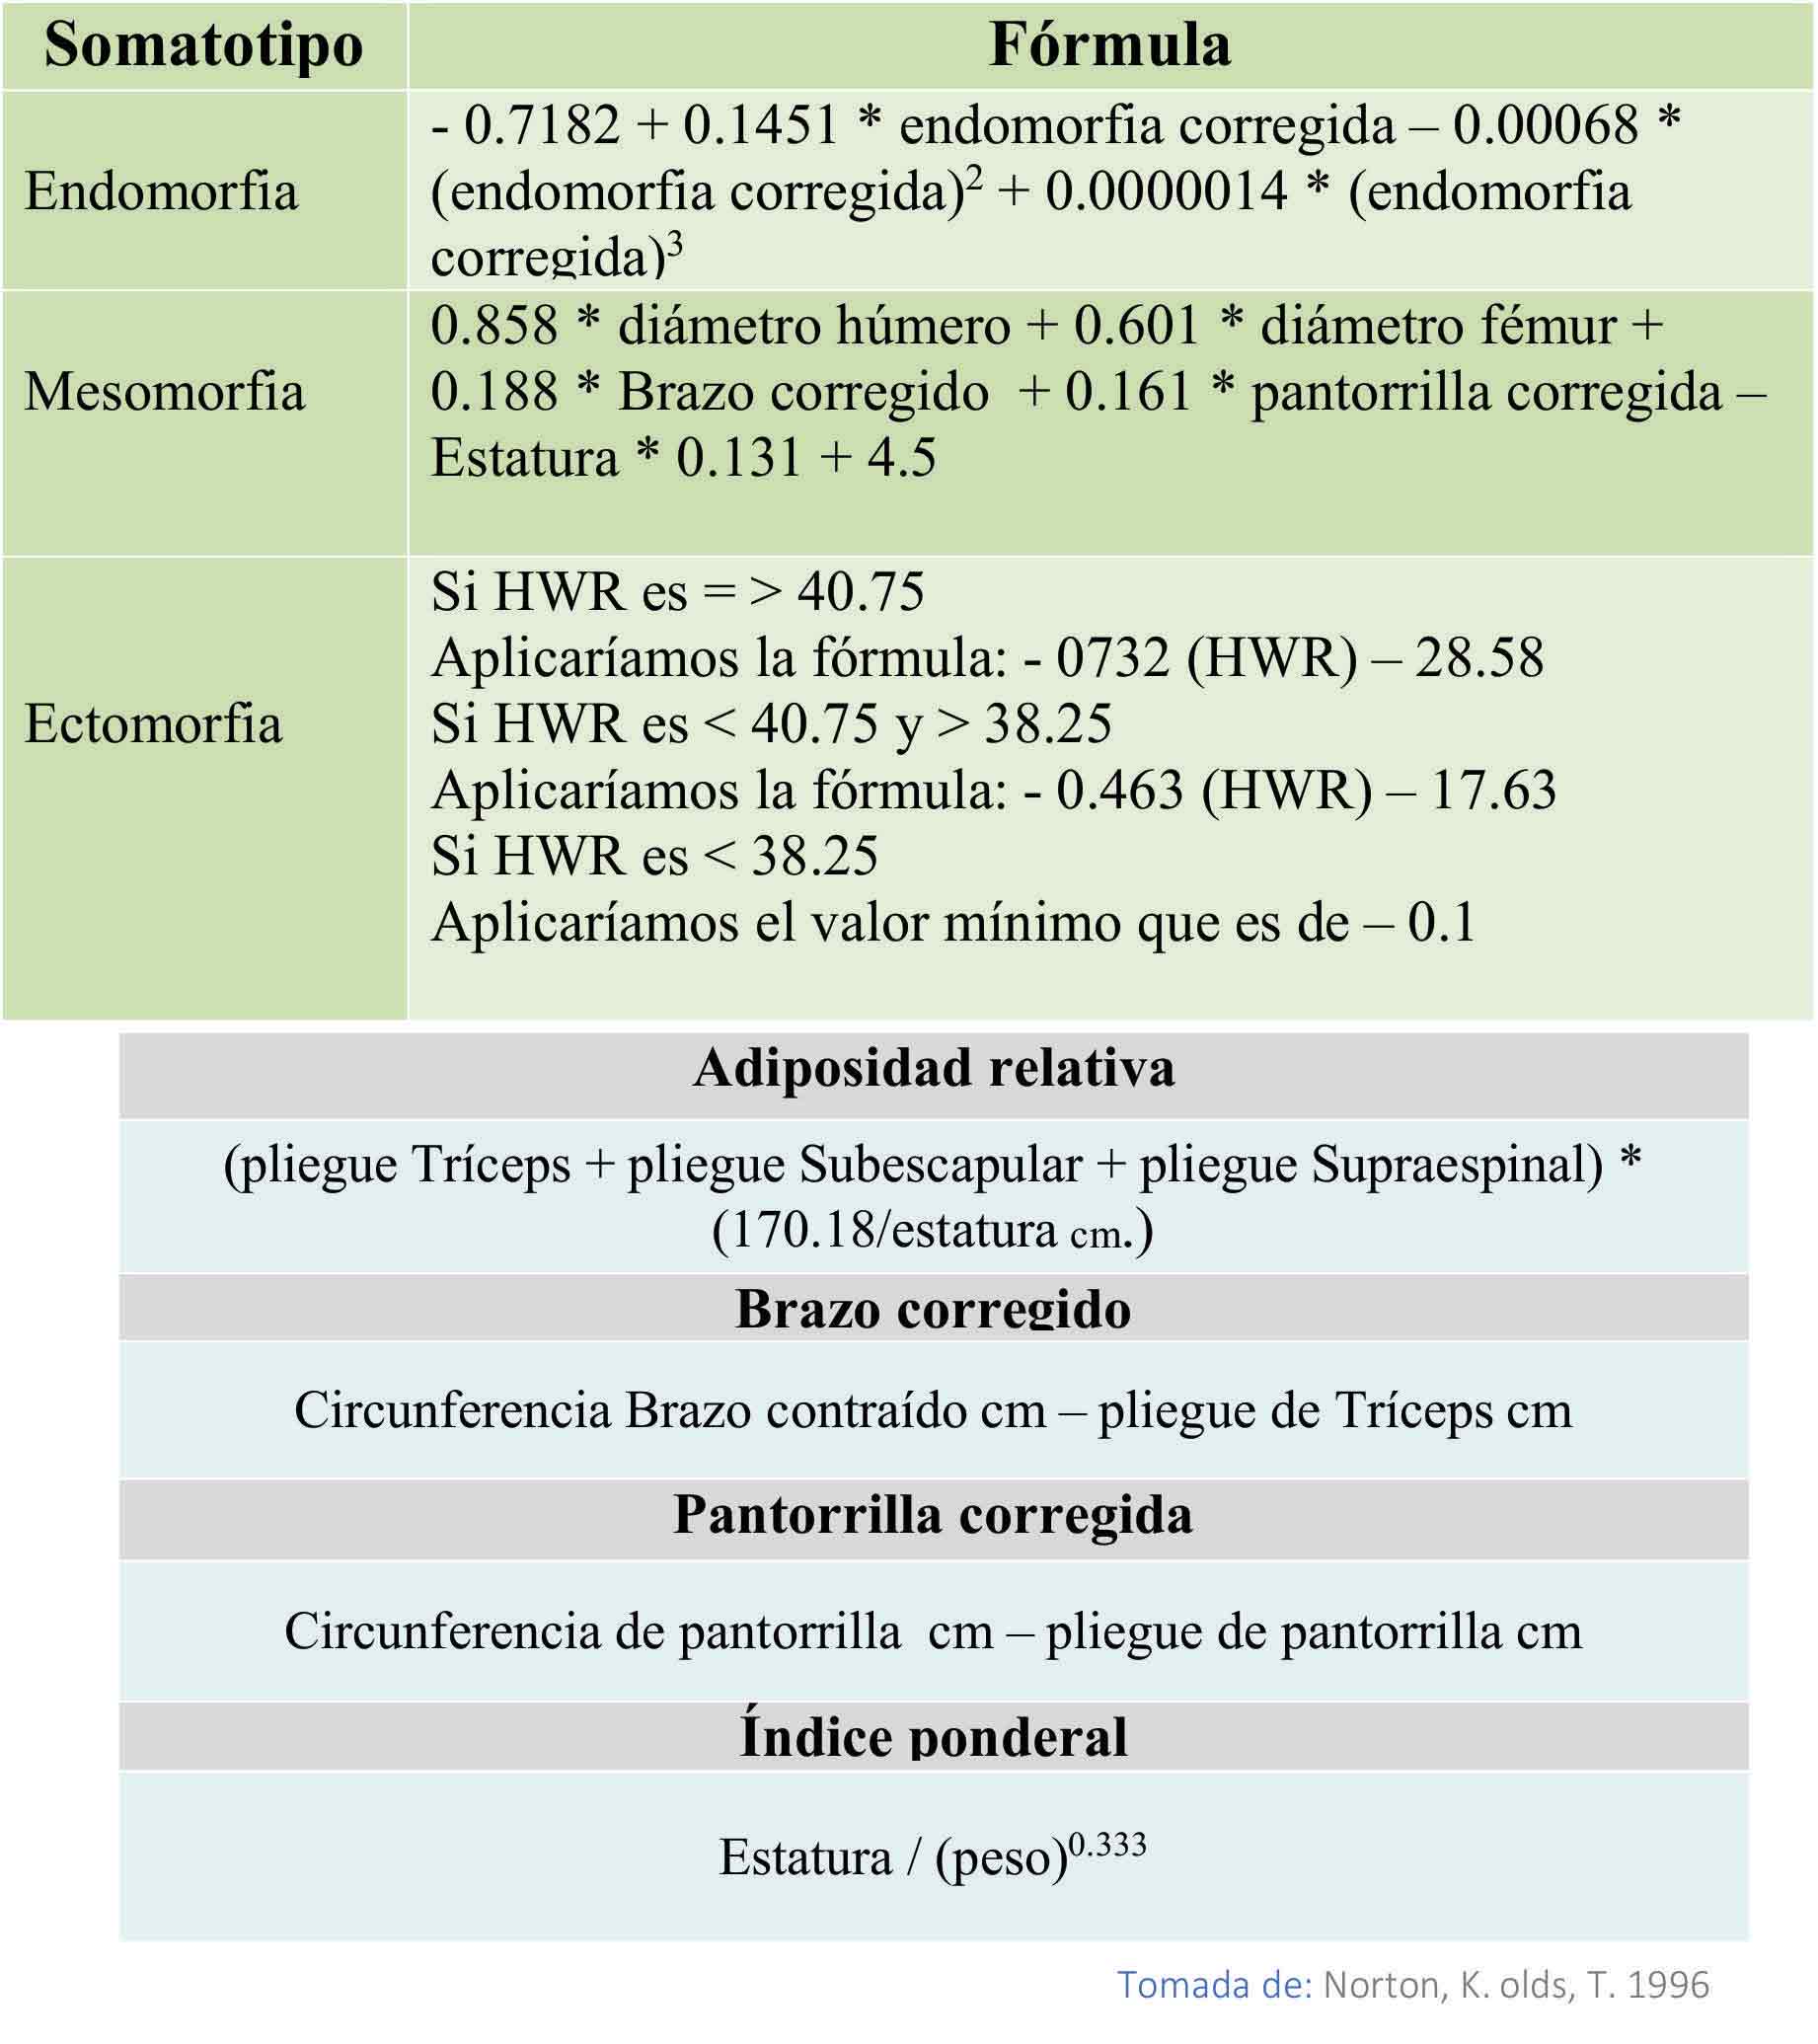 Somatotipo Fórmula
- 0.7182 + 0.1451 * endomorfia corregida – 0.00068 *
Endomorfia (endomorfia corregida)² + 0.0000014 * (endomorfia
corregida)³
0.858 * diámetro húmero + 0.601 * diámetro fémur +
Mesomorfia 0.188 * Brazo corregido + 0.161 * pantorrilla corregida –
Estatura * 0.131 + 4.5
Si HWR es = > 40.75
Aplicaríamos la fórmula: - 0732 (HWR) – 28.58
Ectomorfia Si HWR es < 40.75 y > 38.25
Aplicaríamos la fórmula: - 0.463 (HWR) – 17.63
Si HWR es < 38.25
Aplicaríamos el valor mínimo que es de – 0.1
Adiposidad relativa
(pliegue Tríceps + pliegue Subescapular + pliegue Supraespinal) *
(170.18/estatura cm.)
Brazo corregido
Circunferencia Brazo contraído cm – pliegue de Tríceps cm
Pantorrilla corregida
Circunferencia de pantorrilla cm – pliegue de pantorrilla cm
Índice ponderal
Estatura / (peso)⁰·³³³
Tomada de: Norton, K. olds, T. 1996